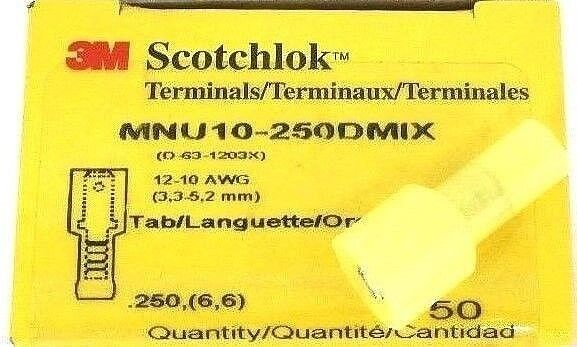 3M Scotchlok™
Terminals/Terminaux/Terminales
MNU10-250DMIX
(D-63-1203X)
12-10 AWG
(3,3-5,2 mm)
Tab/Languette/
.250,(6,6)
50
Quantity/Quantité/Cantidad